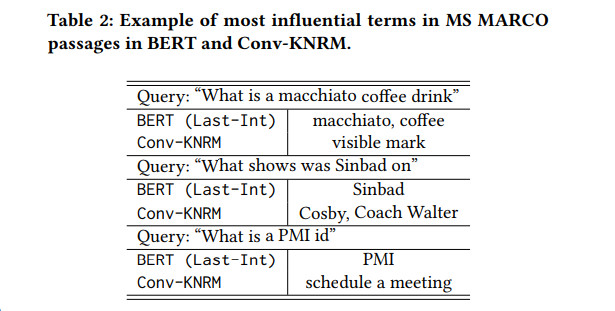 Table 2: Example of most influential terms in MS MARCO
passages in BERT and Conv-KNRM.
Query: “What is a macchiato coffee drink”
BERT (Last-Int) macchiato, coffee
Conv-KNRM visible mark
Query: “What shows was Sinbad on”
BERT (Last-Int) Sinbad
Conv-KNRM Cosby, Coach Walter
Query: “What is a PMI id”
BERT (Last-Int) PMI
Conv-KNRM schedule a meeting